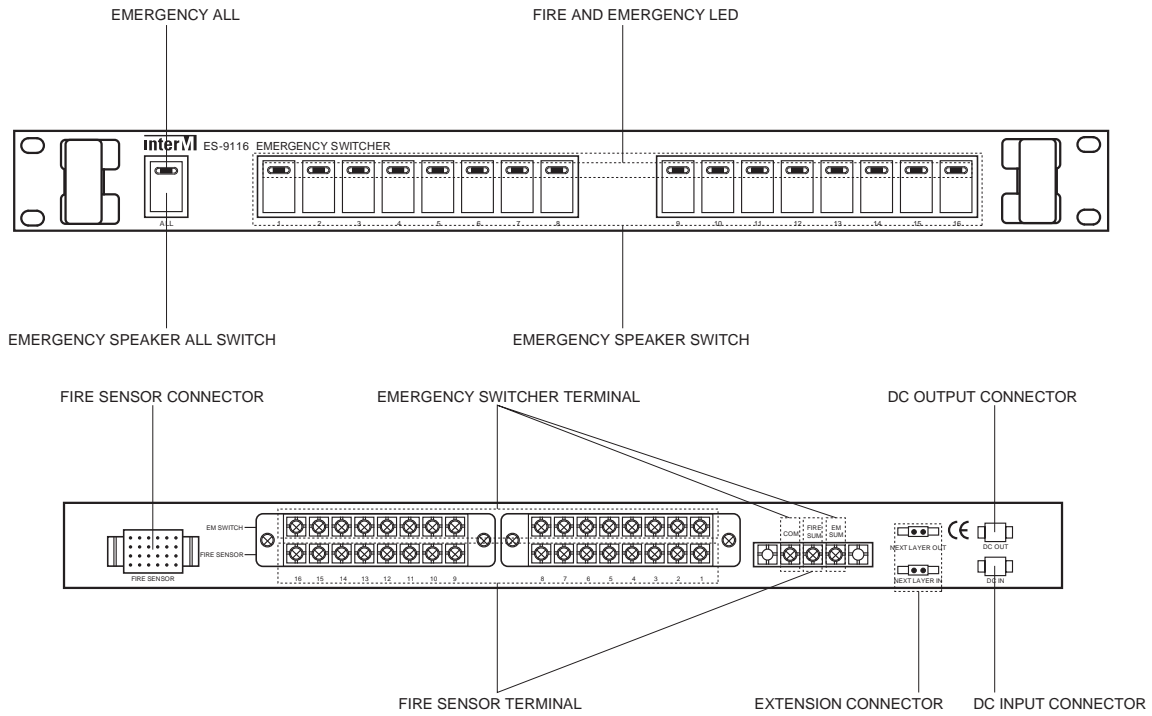 EMERGENCY ALL
FIRE AND EMERGENCY LED
interM ES-9116 EMERGENCY SWITCHER
ALL
1 2 3 4 5 6 7 8 9 10 11 12 13 14 15 16
EMERGENCY SPEAKER ALL SWITCH
EMERGENCY SPEAKER SWITCH
FIRE SENSOR CONNECTOR
EMERGENCY SWITCHER TERMINAL
DC OUTPUT CONNECTOR
EM SWITCH
FIRE SENSOR
FIRE SENSOR
16 15 14 13 12 11 10 9 8 7 6 5 4 3 2 1
COM
FIRE
SUM
EM
SUM
NEXT LAYER OUT
NEXT LAYER IN
CE
DC OUT
DC IN
FIRE SENSOR TERMINAL
EXTENSION CONNECTOR
DC INPUT CONNECTOR